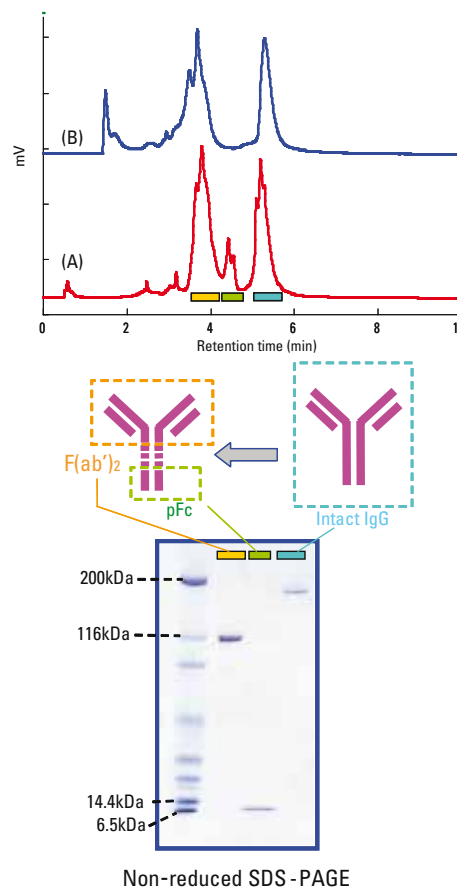 (B)
mV
(A)
0 2 4 6 8 1
Retention time (min)
F(ab')2
pFc
Intact IgG
200kDa
116kDa
14.4kDa
6.5kDa
Non-reduced SDS-PAGE